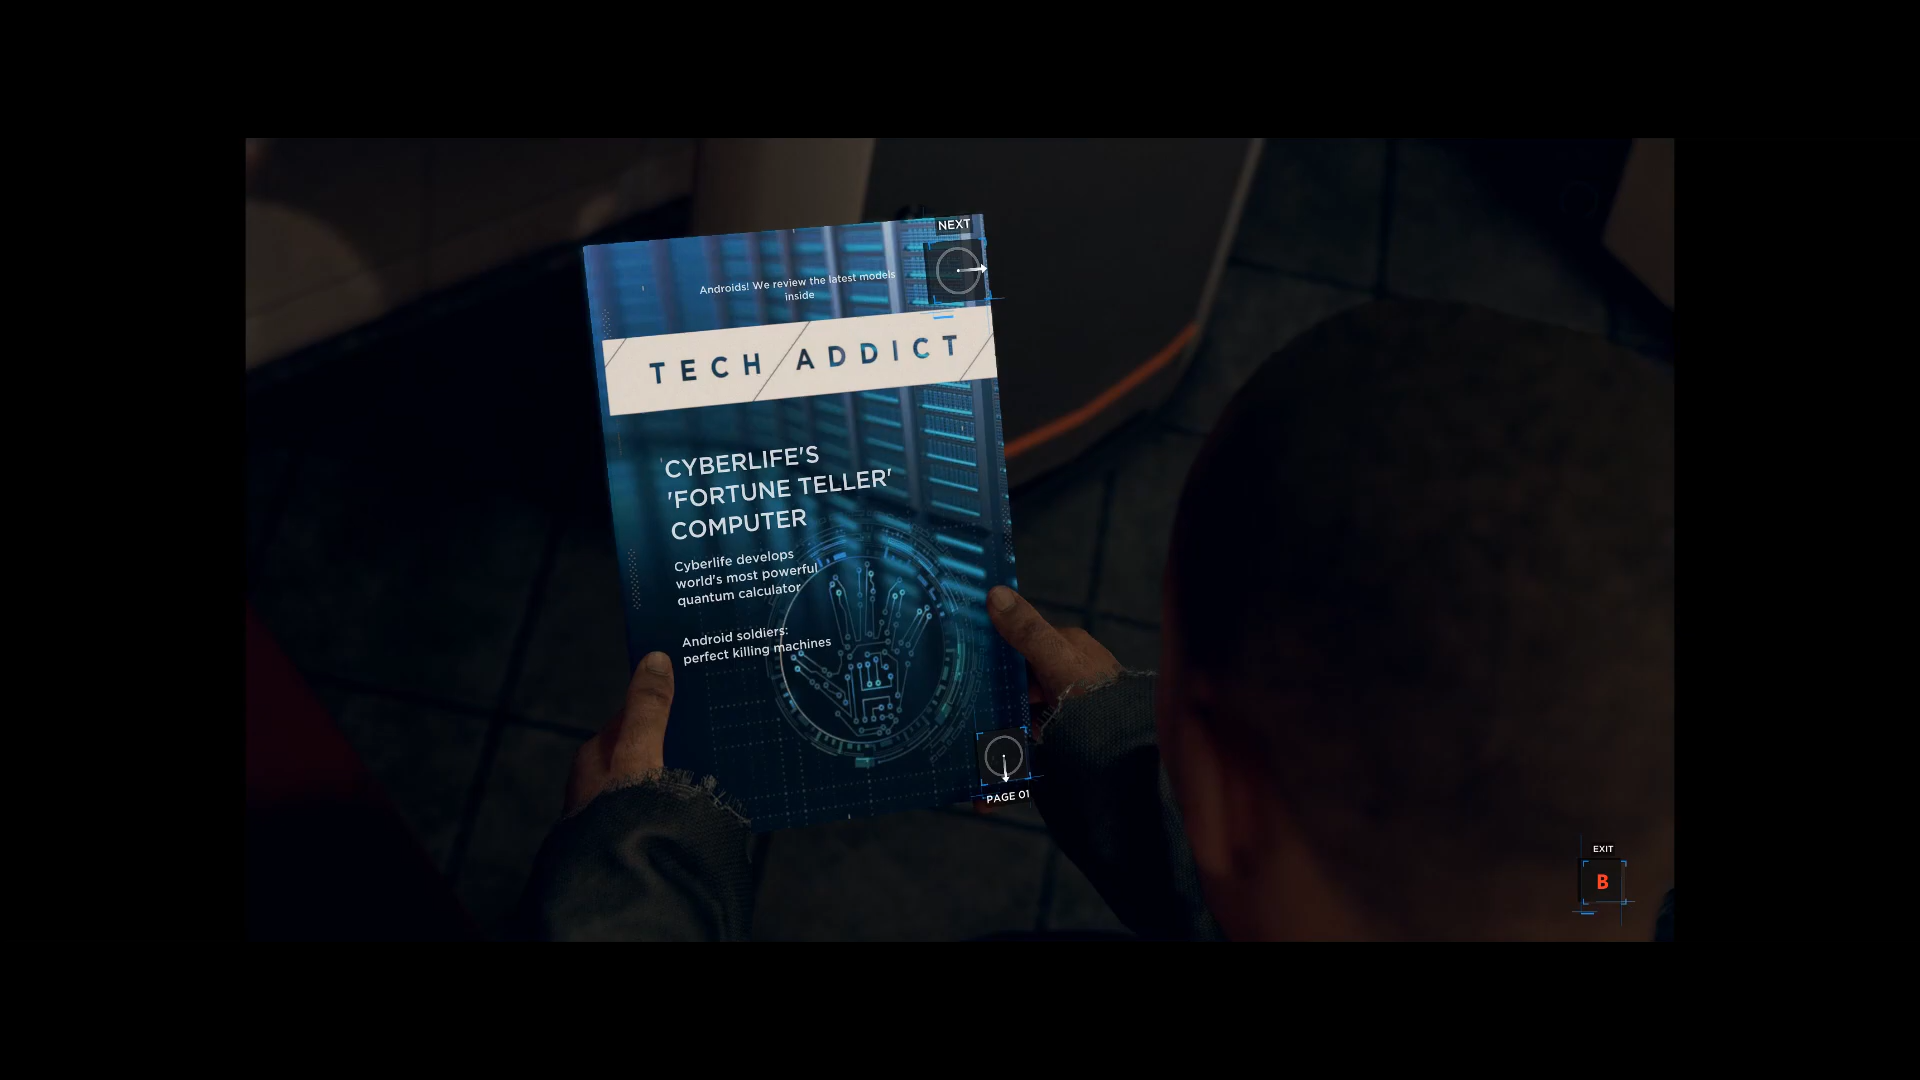 NEXT
Androids! We review the latest models
inside
TECH ADDICT
CYBERLIFE'S
'FORTUNE TELLER'
COMPUTER
Cyberlife develops
world's most powerful
quantum calculator
Android soldiers:
perfect killing machines
PAGE 01
EXIT
B